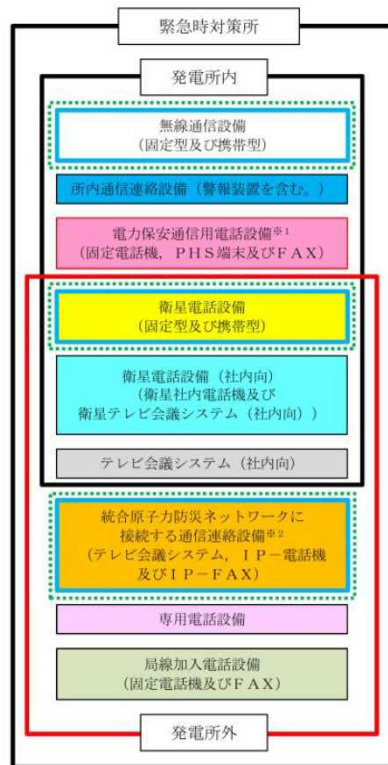 緊急時対策所
発電所内
無線通信設備
(固定型及び携帯型)
所内通信連絡設備（警報装置を含む。）
電力保安通信用電話設備※1
(固定電話機，PHS端末及びFAX)
衛星電話設備
(固定型及び携帯型)
衛星電話設備（社内向）
(衛星社内電話機及び
衛星テレビ会議システム（社内向）)
テレビ会議システム（社内向）
統合原子力防災ネットワークに
接続する通信連絡設備※2
(テレビ会議システム，IP－電話機
及びIP－FAX)
専用電話設備
局線加入電話設備
(固定電話機及びFAX)
発電所外